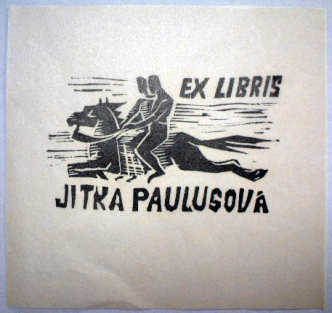 EX LIBRIS
JITKA PAULUSOVÁ